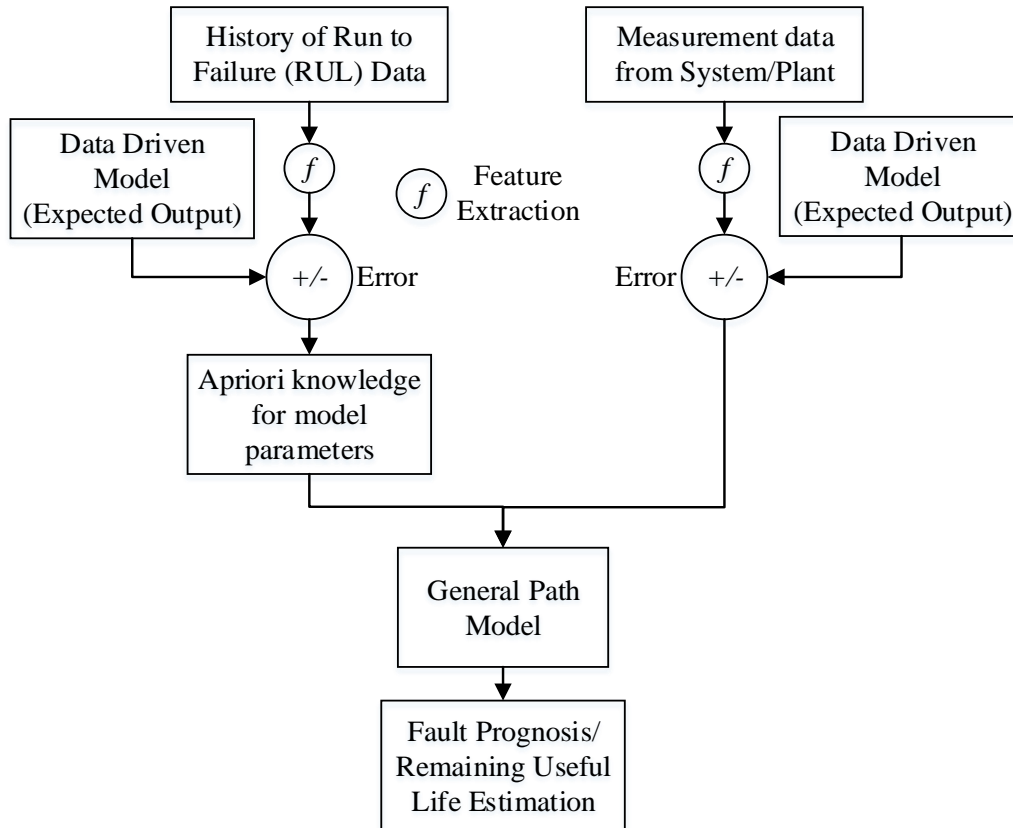 History of Run to
Failure (RUL) Data
Measurement data
from System/Plant
Data Driven
Model
(Expected Output)
f
f
Feature
Extraction
f
Data Driven
Model
(Expected Output)
+/-
Error
Error
+/-
Apriori knowledge
for model
parameters
General Path
Model
Fault Prognosis/
Remaining Useful
Life Estimation